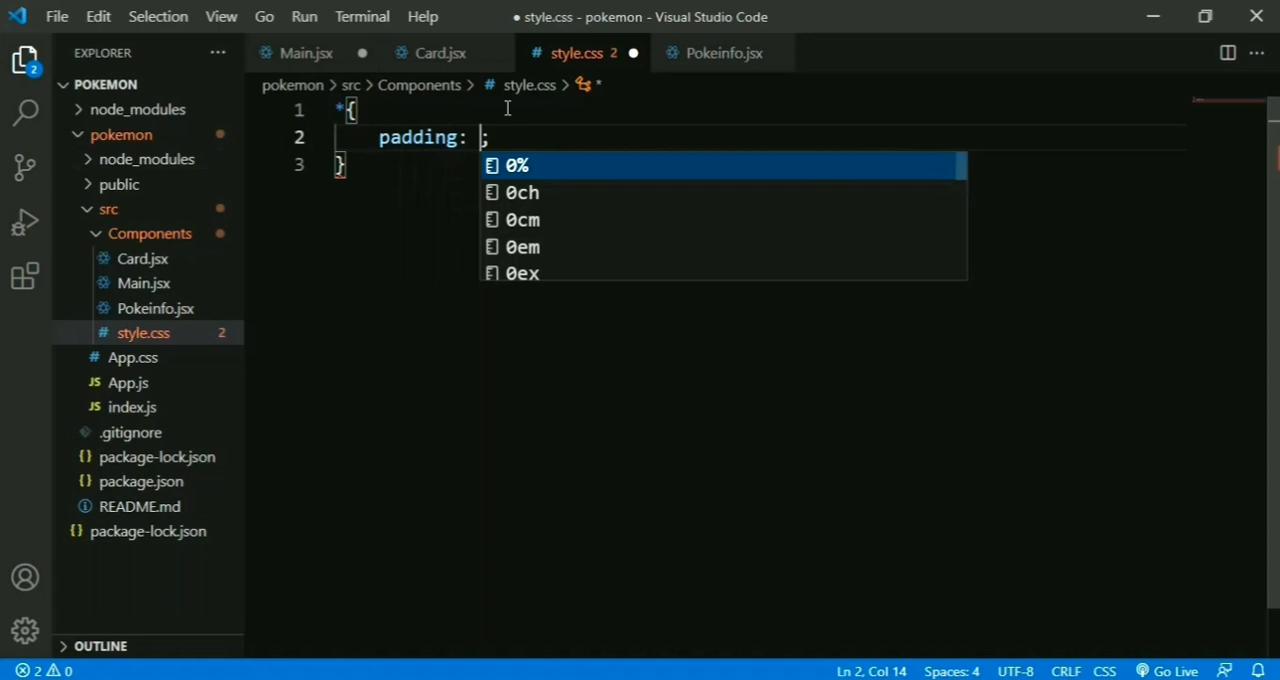 File Edit Selection View Go Run Terminal Help ● style.css - pokemon - Visual Studio Code
EXPLORER ···
Main.jsx ● Card.jsx # style.css 2 ● Pokeinfo.jsx ···
POKEMON
pokemon > src > Components > # style.css > *
node_modules
pokemon
node_modules
public
src
Components
Card.jsx
Main.jsx
Pokeinfo.jsx
# style.css 2
# App.css
JS App.js
JS index.js
.gitignore
{} package-lock.json
{} package.json
README.md
{} package-lock.json
OUTLINE
2
1 *{
2 padding: ;
3 }
0%
0ch
0cm
0em
0ex
2 0 Ln 2, Col 14 Spaces: 4 UTF-8 CRLF CSS Go Live